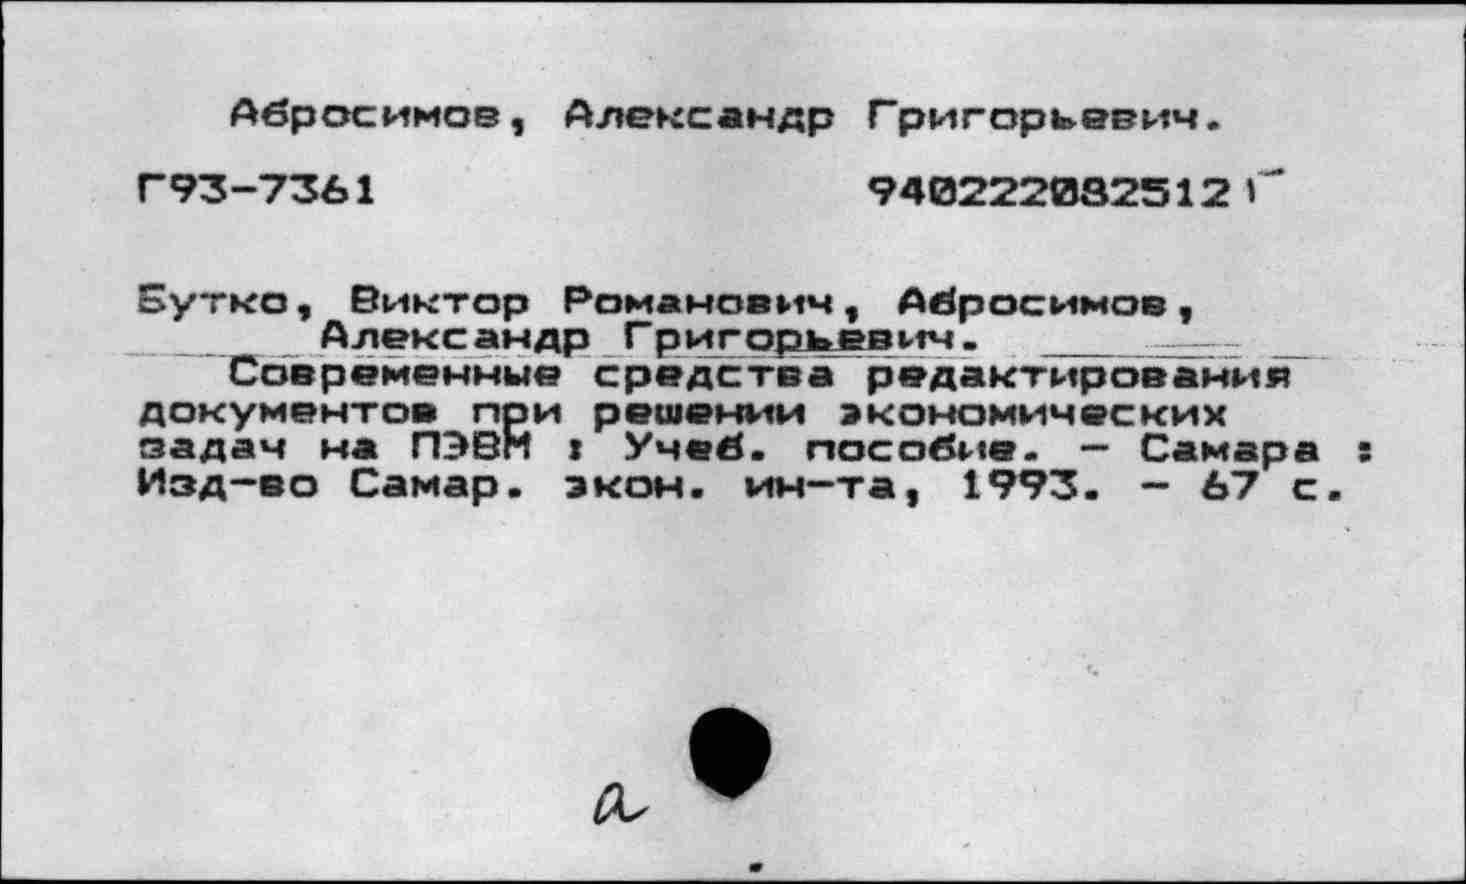 Абросимов, Александр Григорьевич.
Г93-7361 940222082512 Г
Бутко, Виктор Романович, Абросимов,
Александр Григорьевич.
Современные средства редактирования
документов при решении экономических
задач на ПЭВМ : Учеб. пособие. - Самара :
Изд-во Самар. экон. ин-та, 1993. - 67 с.
а